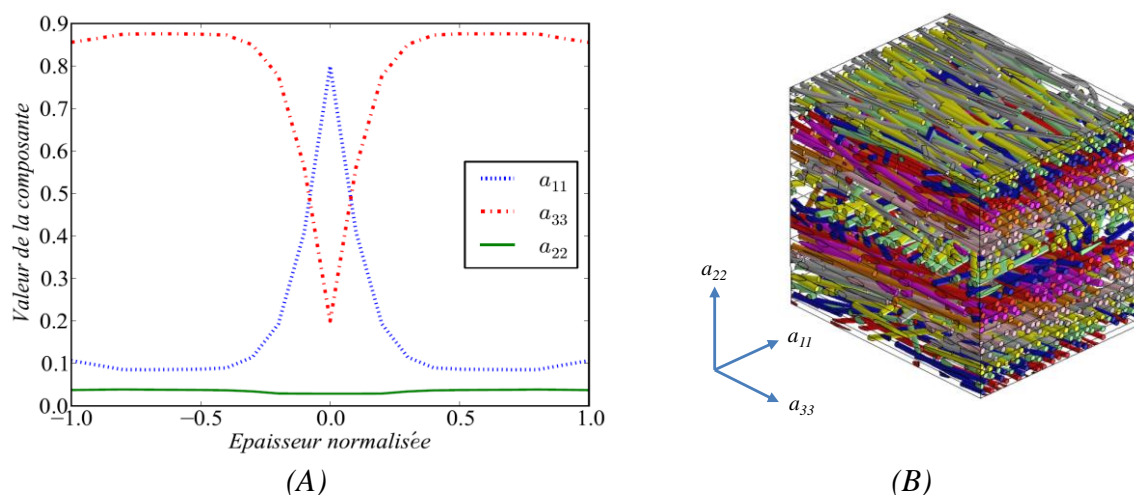 0.9
0.8
0.7
0.6
0.5
0.4
0.3
0.2
0.1
0.0
Valeur de la composante
a11
a33
a22
−1.0 −0.5 0.0 0.5 1.0
Epaisseur normalisée
(A)
a22
a11
a33
(B)